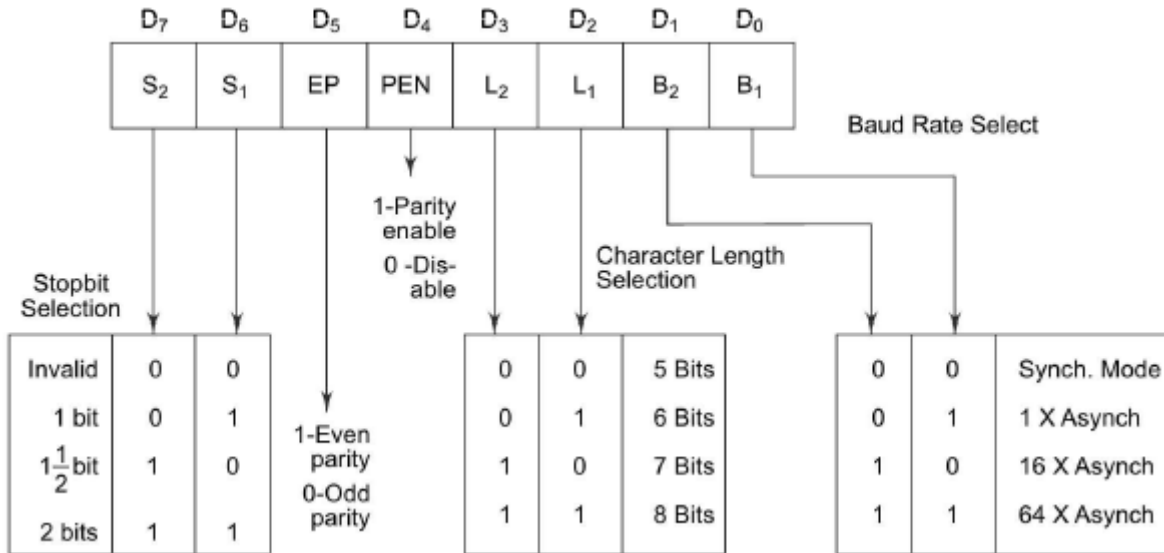 D₇ D₆ D₅ D₄ D₃ D₂ D₁ D₀
S₂ S₁ EP PEN L₂ L₁ B₂ B₁
Baud Rate Select
1-Parity
enable
0 -Dis-
able
Character Length
Selection
Stopbit
Selection
Invalid 0 0
1 bit 0 1
1 1/2 bit 1 0
2 bits 1 1
1-Even
parity
0-Odd
parity
0 0 5 Bits
0 1 6 Bits
1 0 7 Bits
1 1 8 Bits
0 0 Synch. Mode
0 1 1 X Asynch
1 0 16 X Asynch
1 1 64 X Asynch